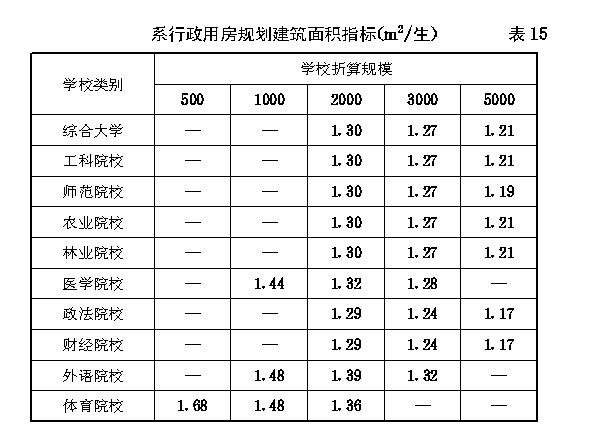 系行政用房规划建筑面积指标(m²/生) 表15
学校类别 学校折算规模
500 1000 2000 3000 5000
综合大学 — — 1.30 1.27 1.21
工科院校 — — 1.30 1.27 1.21
师范院校 — — 1.30 1.27 1.19
农业院校 — — 1.30 1.27 1.21
林业院校 — — 1.30 1.27 1.21
医学院校 — 1.44 1.32 1.28 —
政法院校 — — 1.29 1.24 1.17
财经院校 — — 1.29 1.24 1.17
外语院校 — 1.48 1.39 1.32 —
体育院校 1.68 1.48 1.36 — —